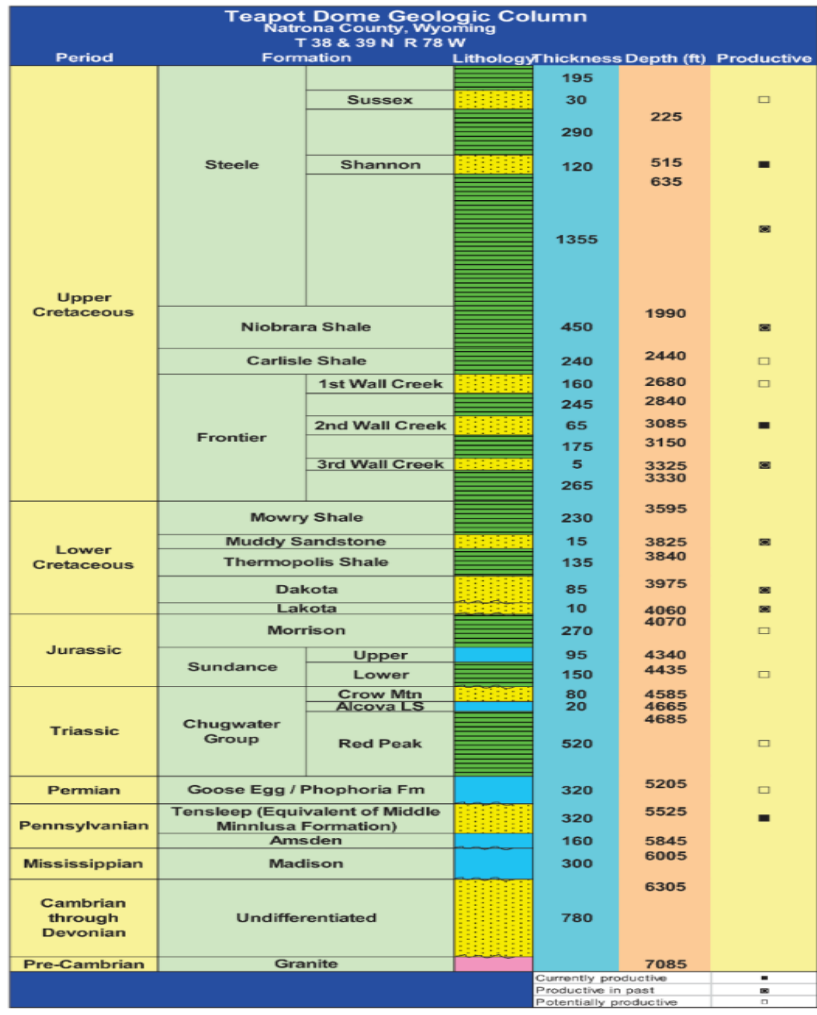 Teapot Dome Geologic Column
Natrona County, Wyoming
T 38 & 39 N R 78 W
Period Formation Lithology Thickness Depth (ft) Productive
195
Sussex 30
225
290
Steele Shannon 120 515
635
1355
Upper
Cretaceous
1990
Niobrara Shale 450
2440
Carlisle Shale 240
1st Wall Creek 160 2680
245 2840
2nd Wall Creek 65 3085
Frontier
175 3150
3rd Wall Creek 5 3325
3330
265
3595
Mowry Shale 230
Muddy Sandstone 15 3825
Lower
Cretaceous
3840
Thermopolis Shale 135
3975
Dakota 85
Lakota 10 4060
4070
Morrison 270
Jurassic
Upper 95 4340
Sundance
4435
Lower 150
Crow Mtn 80 4585
Alcova LS 20 4665
4685
Triassic
Chugwater
Group
Red Peak 520
5205
Permian Goose Egg / Phophoria Fm 320
5525
Pennsylvanian
Tensleep (Equivalent of Middle
Minnlusa Formation)
320
Amsden 160 5845
6005
Mississippian Madison 300
6305
Cambrian
through
Devonian
Undifferentiated 780
Pre-Cambrian Granite 7085
Currently productive
Productive in past
Potentially productive